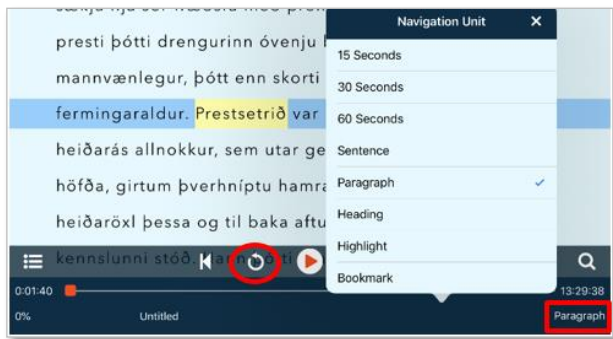 presti þótti drengurinn óvenju
mannvænlegur, þótt enn skorti
fermingaraldur. Prestsetrið var
heiðarás allnokkur, sem utar ge
höfða, girtum þverhníptu hamra
heiðaröxl þessa og til baka aftu
kennslunni stóð.
Navigation Unit
15 Seconds
30 Seconds
60 Seconds
Sentence
Paragraph
Heading
Highlight
Bookmark
0:01:40
13:29:38
0%
Untitled
Paragraph